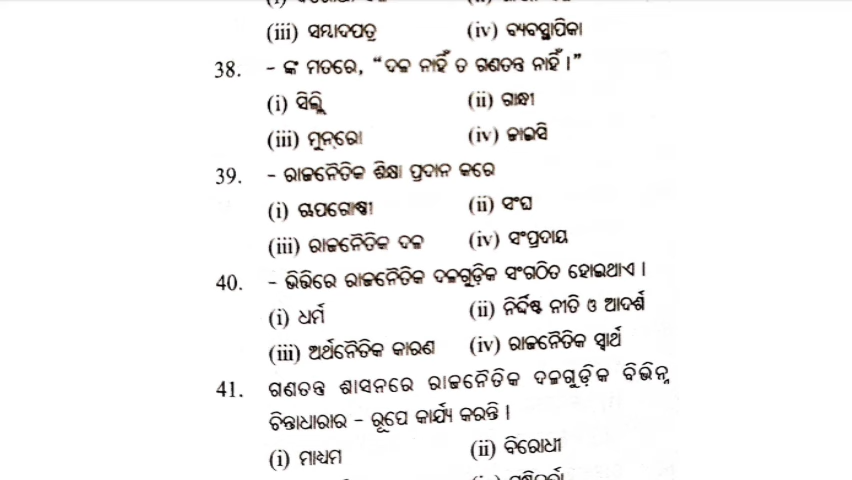 (iii) ସମ୍ୱାଦପତ୍ର (iv) ବ୍ୟବସ୍ଥାପିକା
38. – ଙ୍କ ମତରେ, “ଦଳ ନାହିଁ ତ ଗଣତନ୍ତ୍ର ନାହିଁ ।”
(i) ସିଲ୍ଲି (ii) ଗାନ୍ଧୀ
(iii) ମୁନ୍‌ରୋ (iv) ଜାଇସି
39. – ରାଜନୈତିକ ଶିକ୍ଷା ପ୍ରଦାନ କରେ
(i) ଋପଗୋଷ୍ଠୀ (ii) ସଂଘ
(iii) ରାଜନୈତିକ ଦଳ (iv) ସଂପ୍ରଦାୟ
40. – ଭିତ୍ତିରେ ରାଜନୈତିକ ଦଳଗୁଡ଼ିକ ସଂଗଠିତ ହୋଇଥାଏ ।
(i) ଧର୍ମ (ii) ନିର୍ଦ୍ଦିଷ୍ଟ ନୀତି ଓ ଆଦର୍ଶ
(iii) ଅର୍ଥନୈତିକ କାରଣ (iv) ରାଜନୈତିକ ସ୍ୱାର୍ଥ
41. ଗଣତନ୍ତ୍ର ଶାସନରେ ରାଜନୈତିକ ଦଳଗୁଡ଼ିକ ବିଭିନ୍ନ
ଚିନ୍ତାଧାରାର – ରୂପେ କାର୍ଯ୍ୟ କରନ୍ତି ।
(i) ମାଧ୍ୟମ (ii) ବିରୋଧୀ